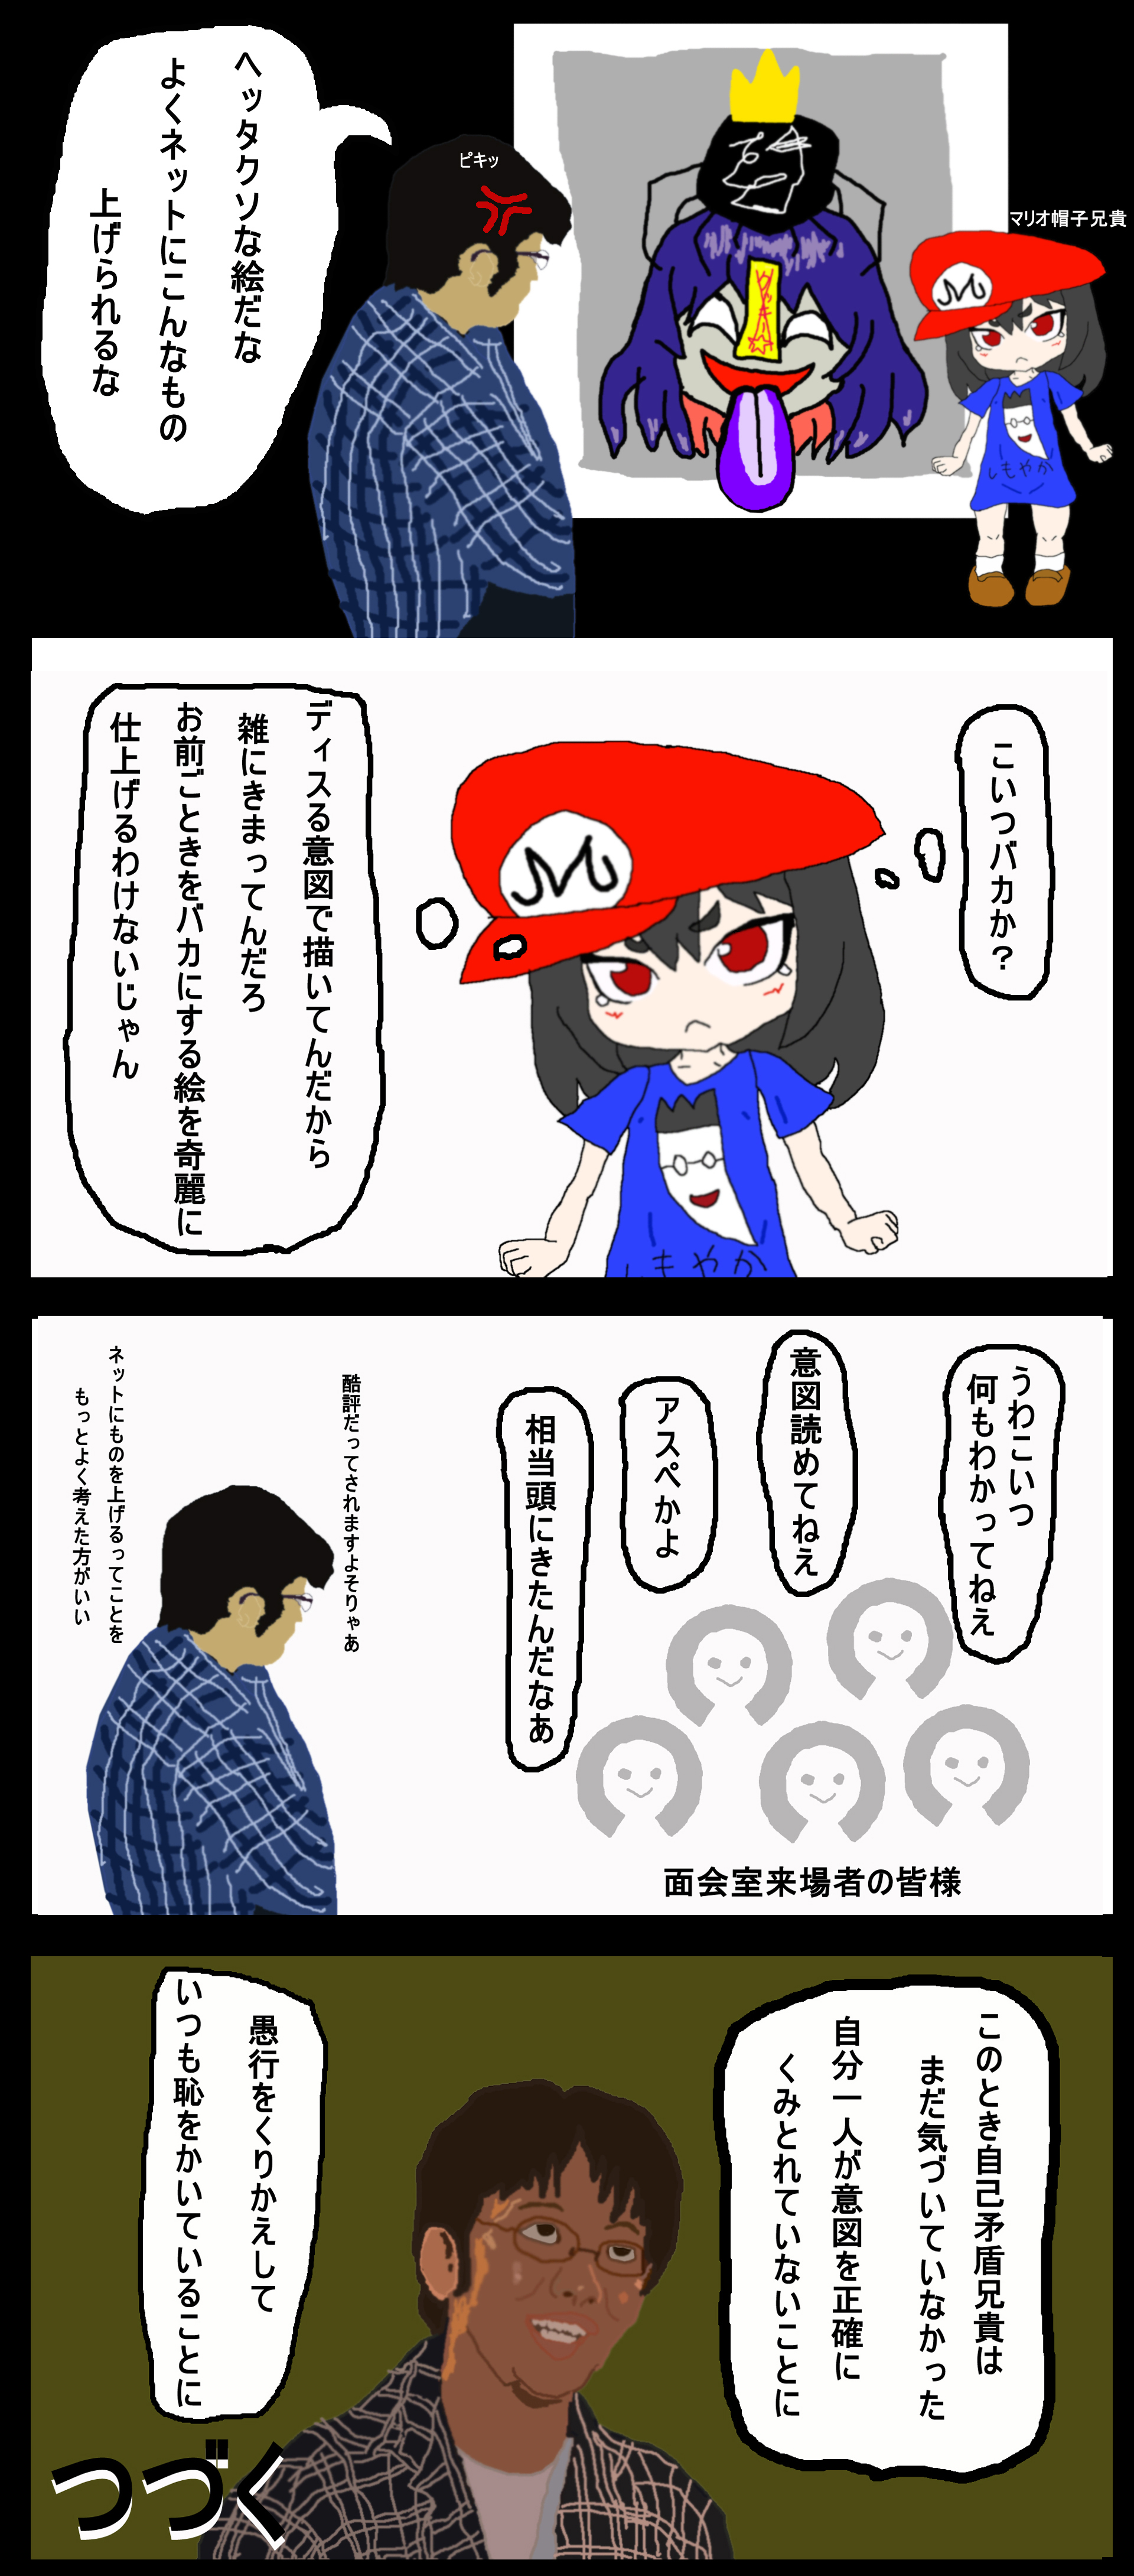 マリオ帽子兄貴
M
しもやか
ピキッ
ヘッタクソな絵だな
よくネットにこんなもの
上げられるな
こいつバカか？
M
しもやか
ディスる意図で描いてんだから
雑にきまってんだろ
お前ごときをバカにする絵を奇麗に
仕上げるわけないじゃん
うわこいつ
何もわかってねえ
意図読めてねえ
アスペかよ
相当頭にきたんだなあ
面会室来場者の皆様
酷評だってされますよそりゃあ
ネットにものを上げるってことを
もっとよく考えた方がいい
このとき自己矛盾兄貴は
まだ気づいていなかった
自分一人が意図を正確に
くみとれていないことに
愚行をくりかえして
いつも恥をかいていることに
つづく